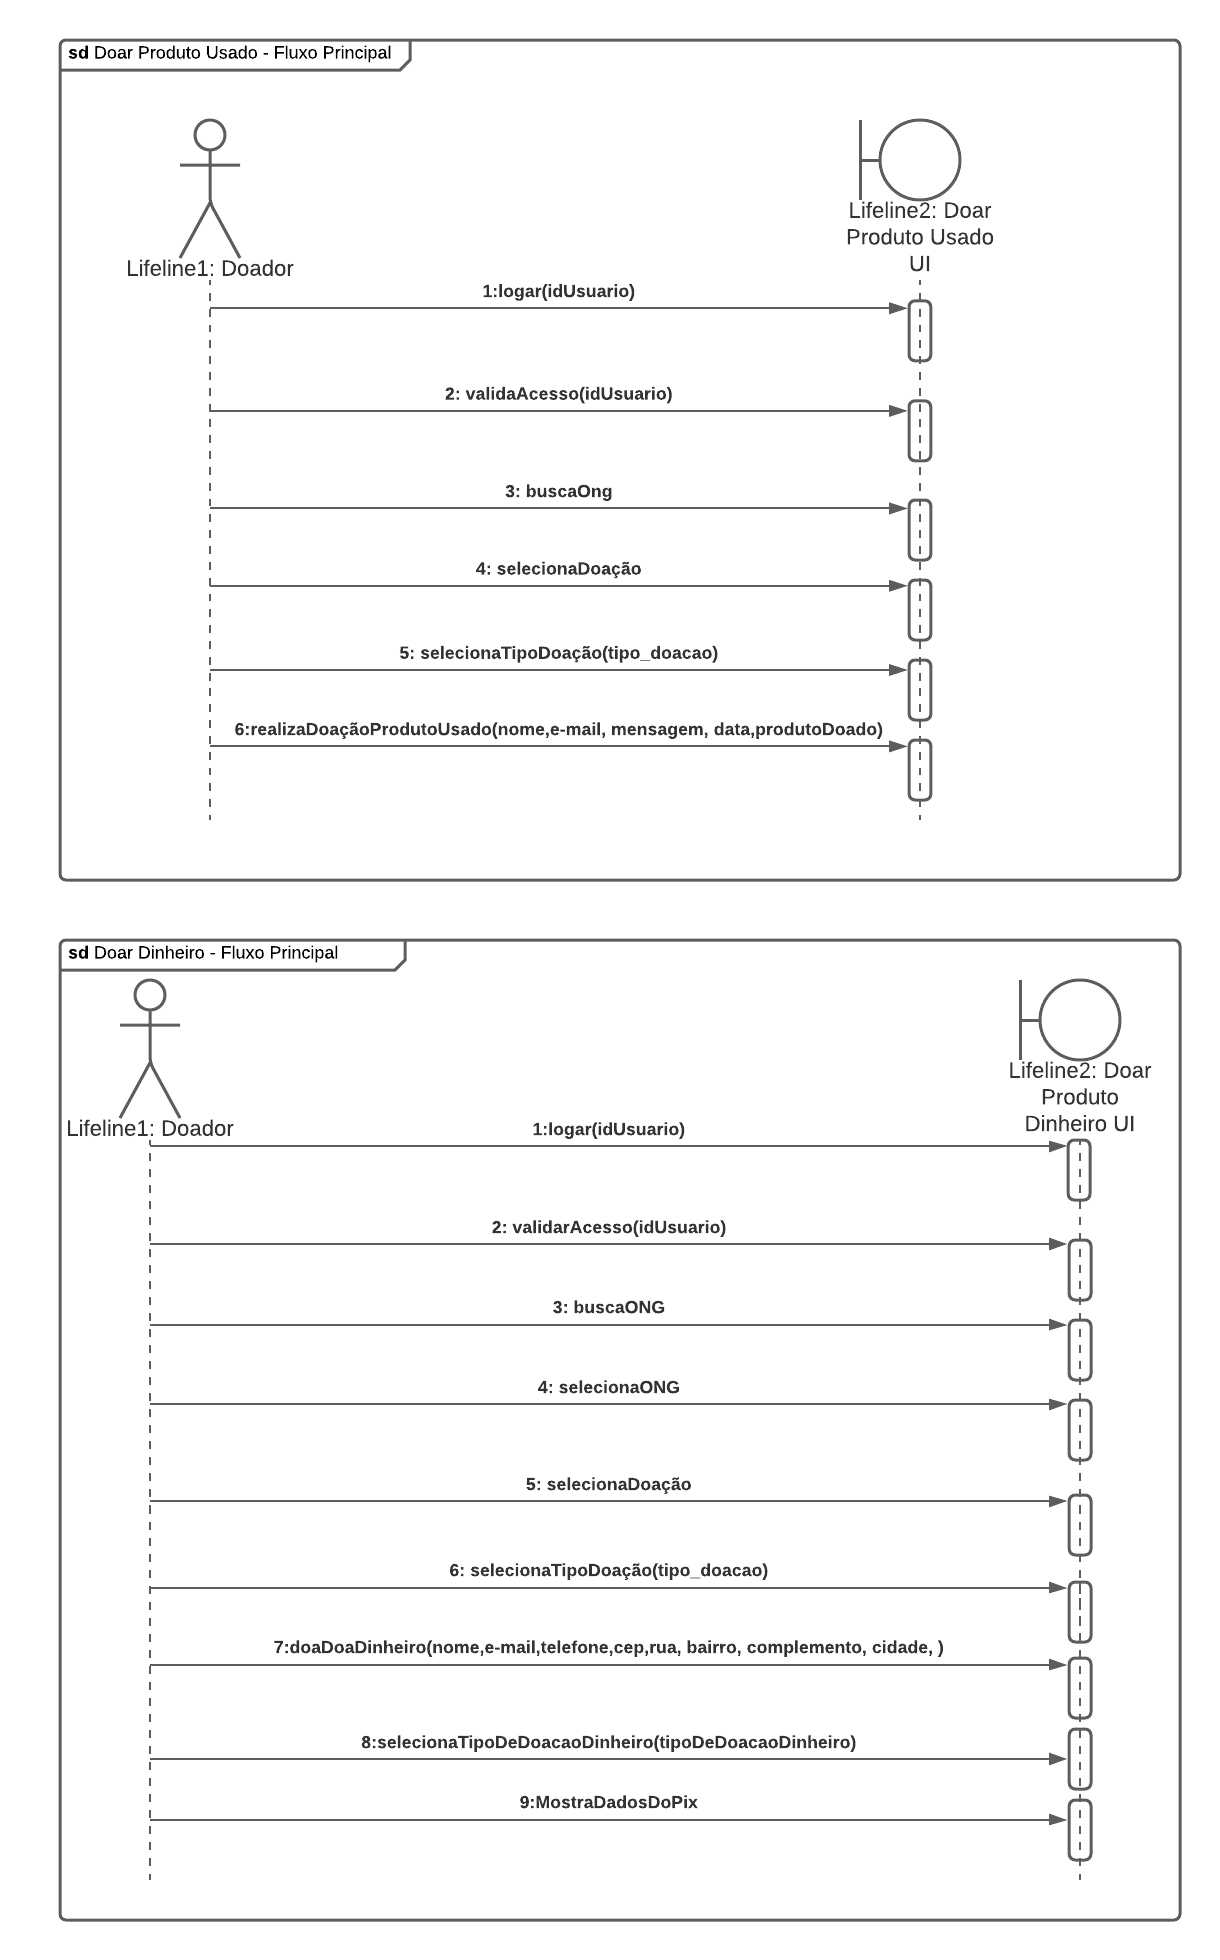 sd Doar Produto Usado - Fluxo Principal
Lifeline1: Doador
Lifeline2: Doar
Produto Usado
UI
1:logar(idUsuario)
2: validaAcesso(idUsuario)
3: buscaOng
4: selecionaDoação
5: selecionaTipoDoação(tipo_doacao)
6:realizaDoaçãoProdutoUsado(nome,e-mail, mensagem, data,produtoDoado)
sd Doar Dinheiro - Fluxo Principal
Lifeline1: Doador
Lifeline2: Doar
Produto
Dinheiro UI
1:logar(idUsuario)
2: validarAcesso(idUsuario)
3: buscaONG
4: selecionaONG
5: selecionaDoação
6: selecionaTipoDoação(tipo_doacao)
7:doaDoaDinheiro(nome,e-mail,telefone,cep,rua, bairro, complemento, cidade, )
8:selecionaTipoDeDoacaoDinheiro(tipoDeDoacaoDinheiro)
9:MostraDadosDoPix